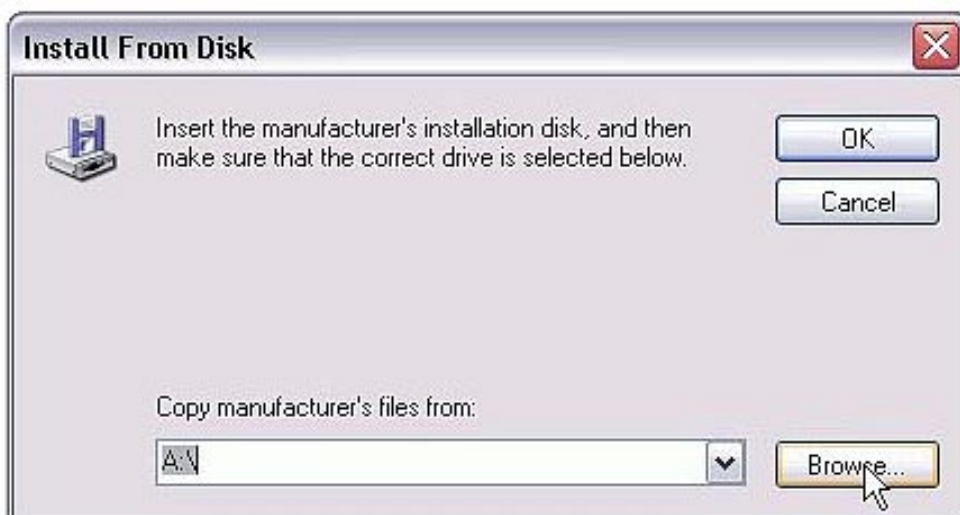 Install From Disk
Insert the manufacturer's installation disk, and then
make sure that the correct drive is selected below.
OK
Cancel
Copy manufacturer's files from:
A:\
Browse...